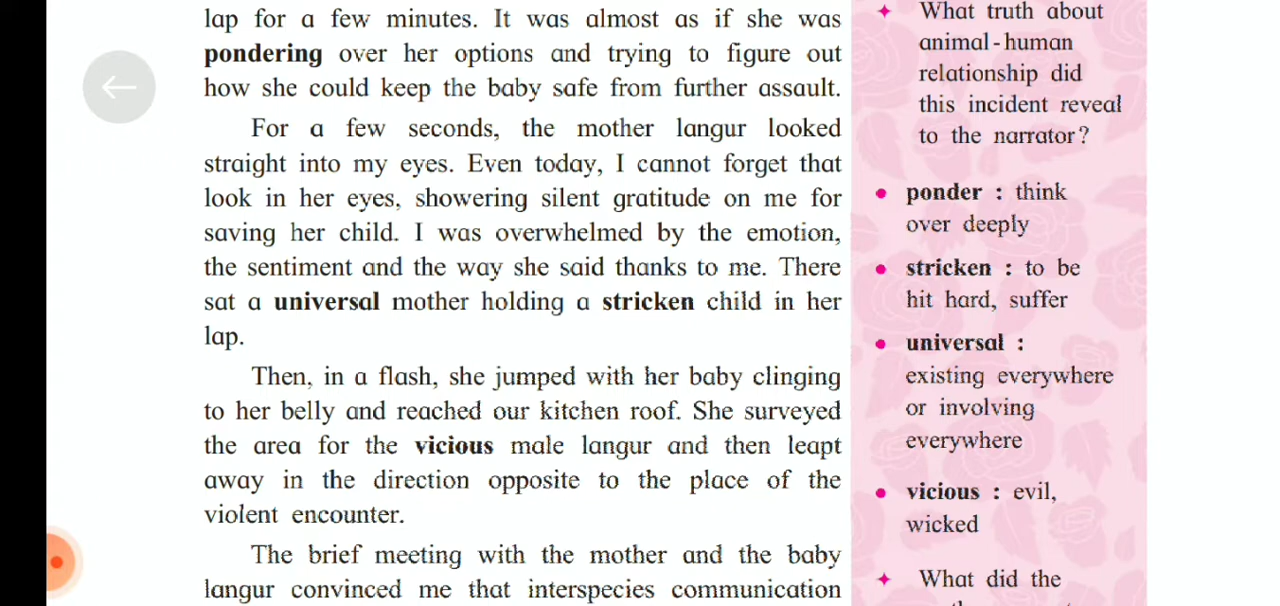 lap for a few minutes. It was almost as if she was
pondering over her options and trying to figure out
how she could keep the baby safe from further assault.
For a few seconds, the mother langur looked
straight into my eyes. Even today, I cannot forget that
look in her eyes, showering silent gratitude on me for
saving her child. I was overwhelmed by the emotion,
the sentiment and the way she said thanks to me. There
sat a universal mother holding a stricken child in her
lap.
Then, in a flash, she jumped with her baby clinging
to her belly and reached our kitchen roof. She surveyed
the area for the vicious male langur and then leapt
away in the direction opposite to the place of the
violent encounter.
The brief meeting with the mother and the baby
langur convinced me that interspecies communication
What truth about
animal-human
relationship did
this incident reveal
to the narrator?
ponder : think
over deeply
stricken : to be
hit hard, suffer
universal :
existing everywhere
or involving
everywhere
vicious : evil,
wicked
What did the